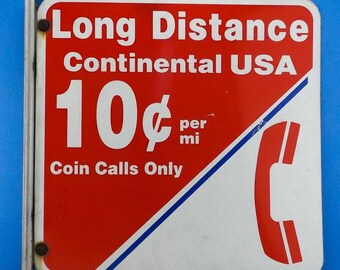 Long Distance
Continental USA
10¢ per
mi
Coin Calls Only